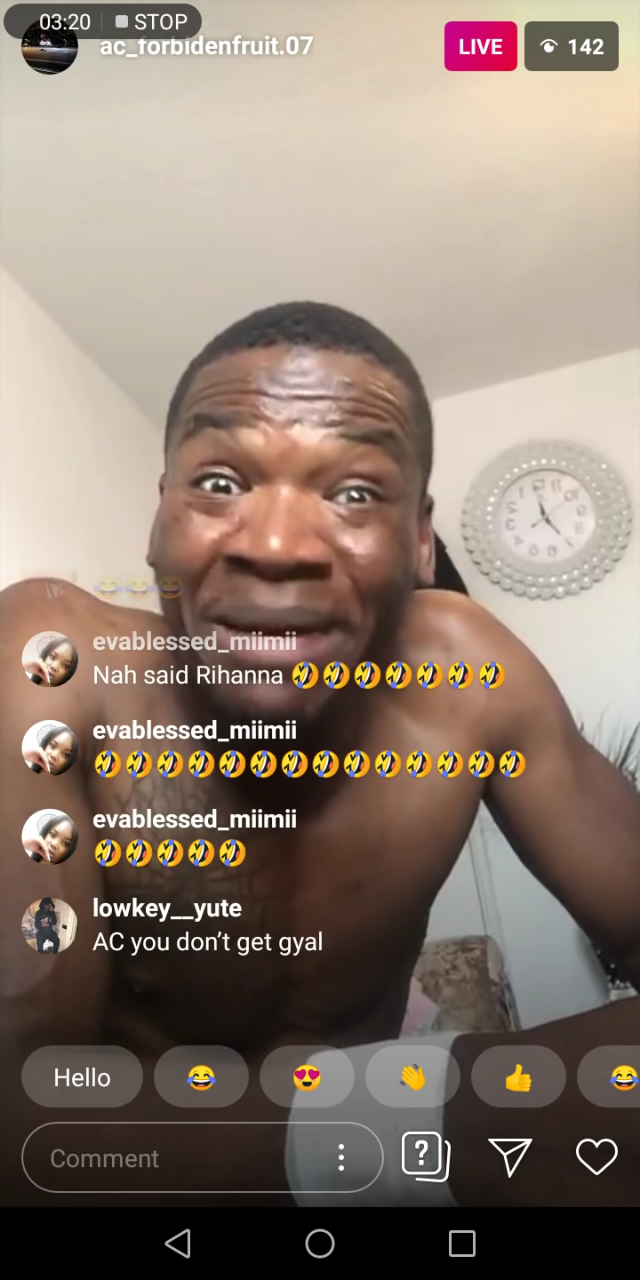 03:20 STOP
ac_forbidenfruit.07
LIVE
142
😂😂😂
evablessed_miimii
Nah said Rihanna 🤣🤣🤣🤣🤣🤣🤣
evablessed_miimii
🤣🤣🤣🤣🤣🤣🤣🤣🤣🤣🤣🤣🤣🤣
evablessed_miimii
🤣🤣🤣🤣🤣
lowkey__yute
AC you don't get gyal
Hello 😂 😍 👋 👍 😂
Comment